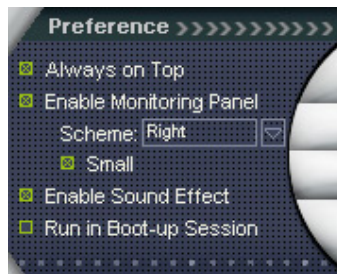 Preference >>>>>>>>>>>
Always on Top
Enable Monitoring Panel
Scheme: Right
Small
Enable Sound Effect
Run in Boot-up Session